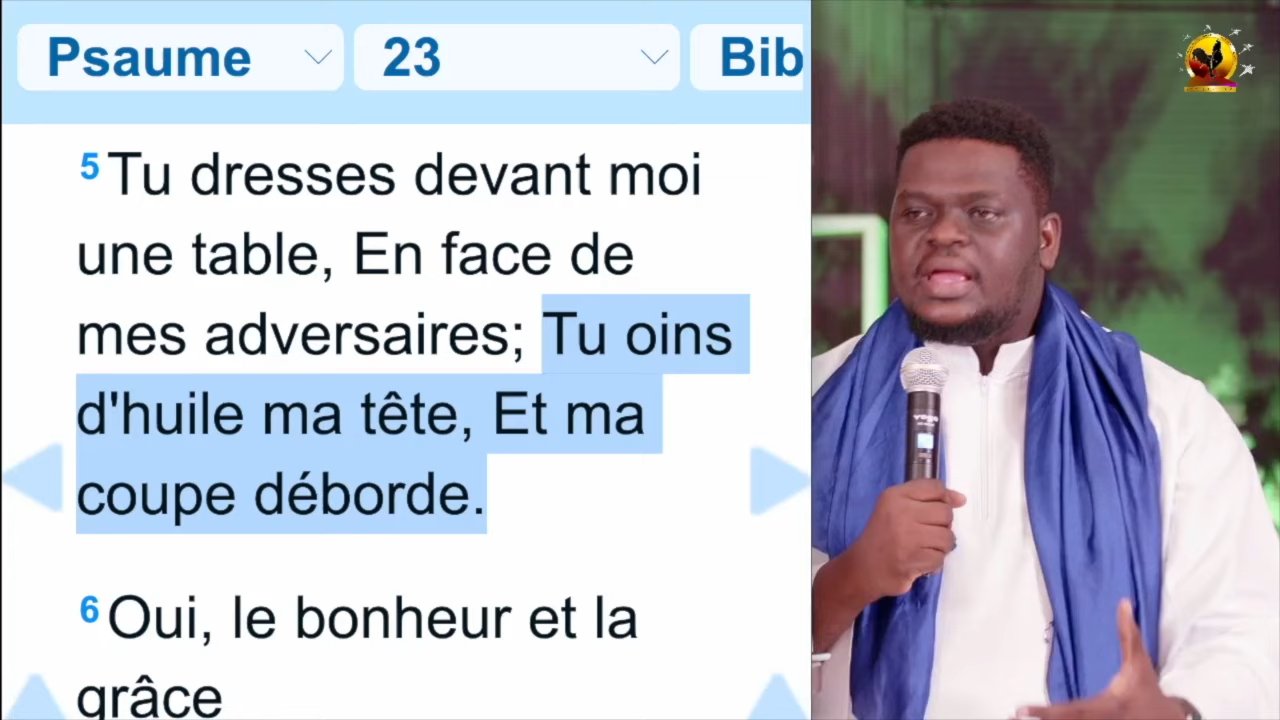 Psaume 23 Bib
5 Tu dresses devant moi
une table, En face de
mes adversaires; Tu oins
d'huile ma tête, Et ma
coupe déborde.
6 Oui, le bonheur et la
grâce